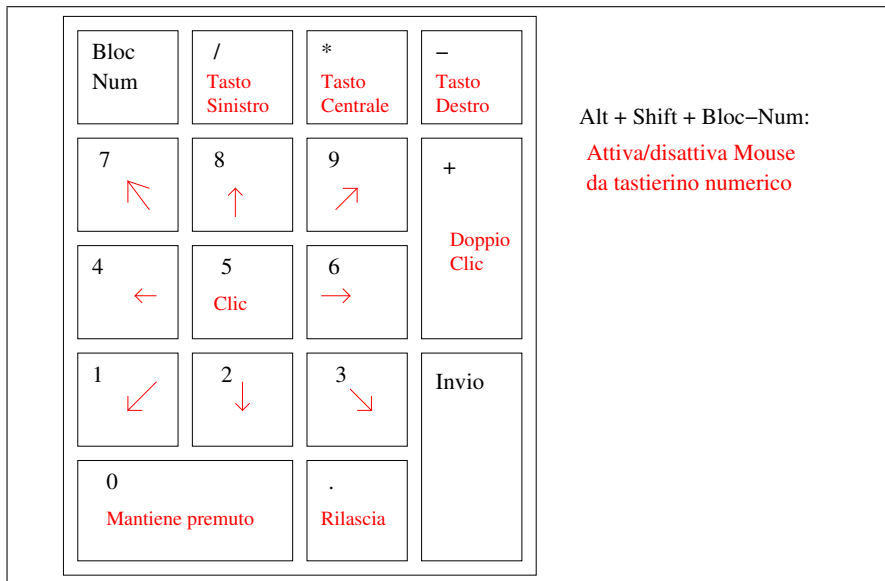 Bloc
Num
/
Tasto
Sinistro
*
Tasto
Centrale
−
Tasto
Destro
Alt + Shift + Bloc−Num:
Attiva/disattiva Mouse
da tastierino numerico
7
8
9
+
Doppio
Clic
4
5
Clic
6
1
2
3
Invio
0
Mantiene premuto
.
Rilascia